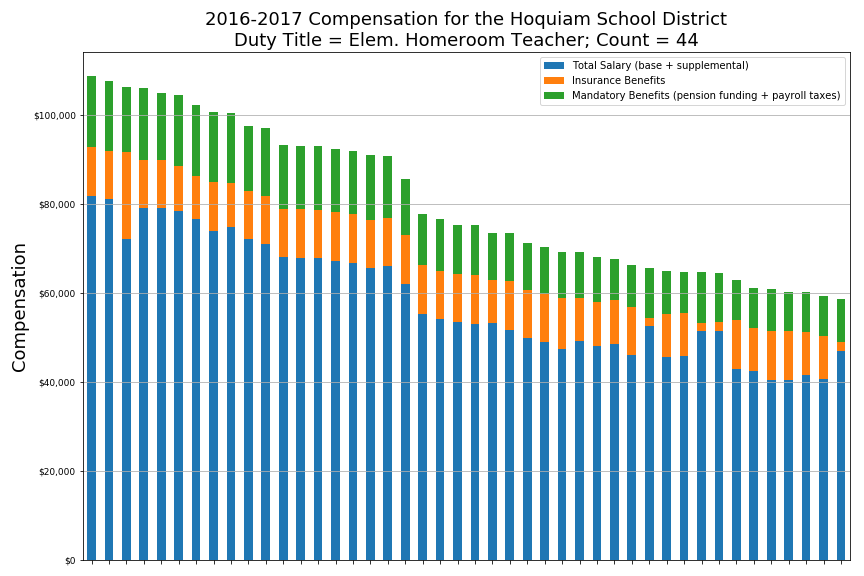 2016-2017 Compensation for the Hoquiam School District
Duty Title = Elem. Homeroom Teacher; Count = 44
Total Salary (base + supplemental)
Insurance Benefits
Mandatory Benefits (pension funding + payroll taxes)
Compensation
$100,000
$80,000
$60,000
$40,000
$20,000
$0